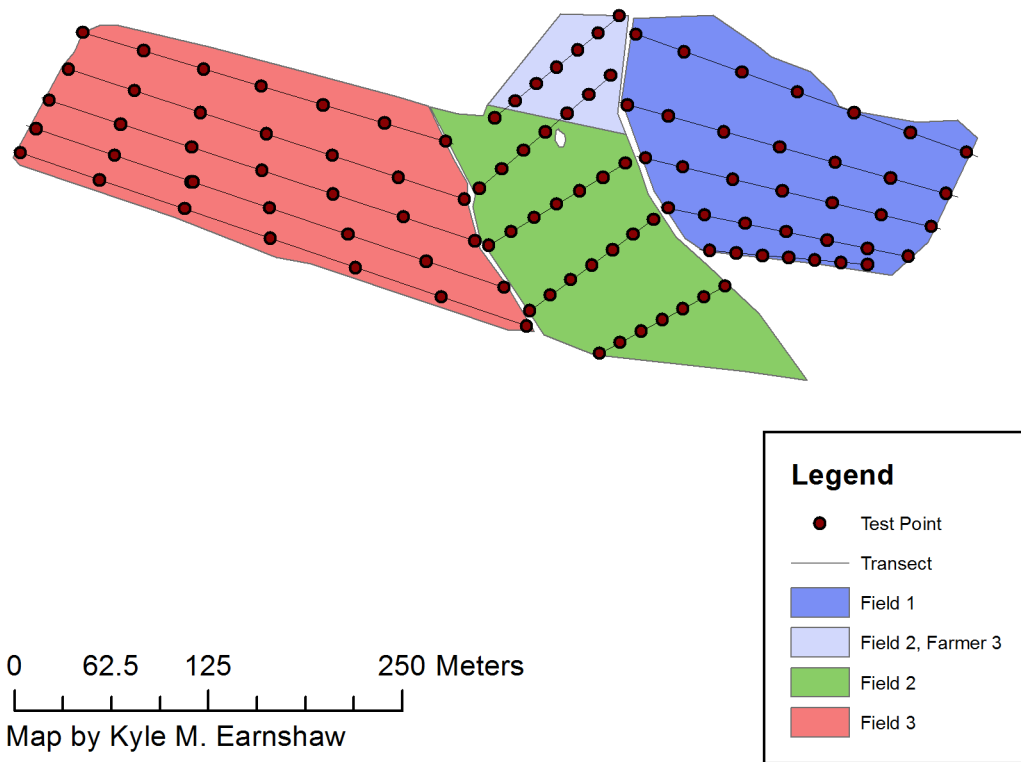 Legend
Test Point
Transect
Field 1
Field 2, Farmer 3
Field 2
Field 3
0 62.5 125 250 Meters
Map by Kyle M. Earnshaw